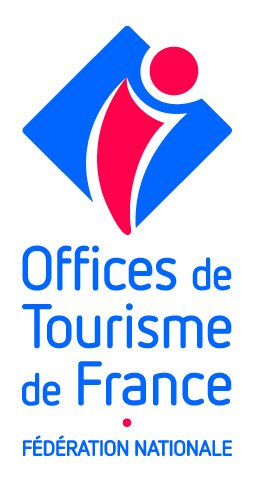 Offices de
Tourisme
de France
FÉDÉRATION NATIONALE